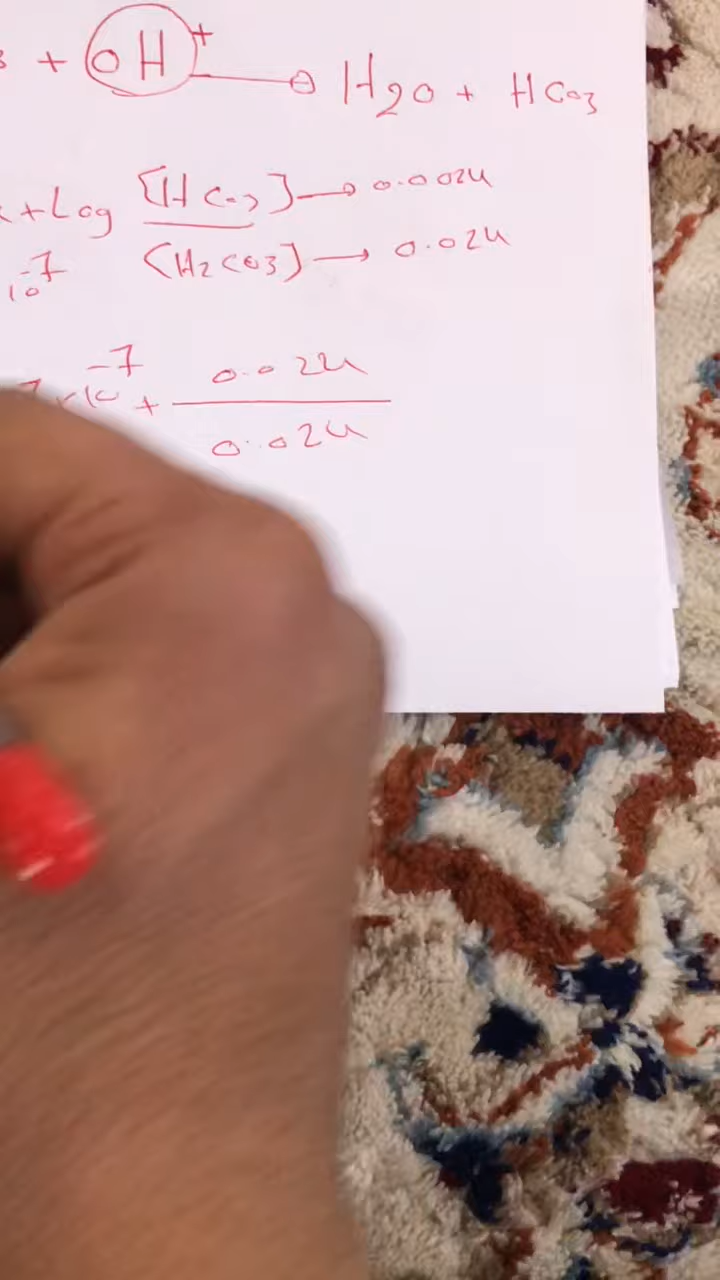 + OH+ → H2O + HCO3
+Log [HCO3] → 0.0024
10-7 [H2CO3] → 0.024
-7 + 0.024
0.024